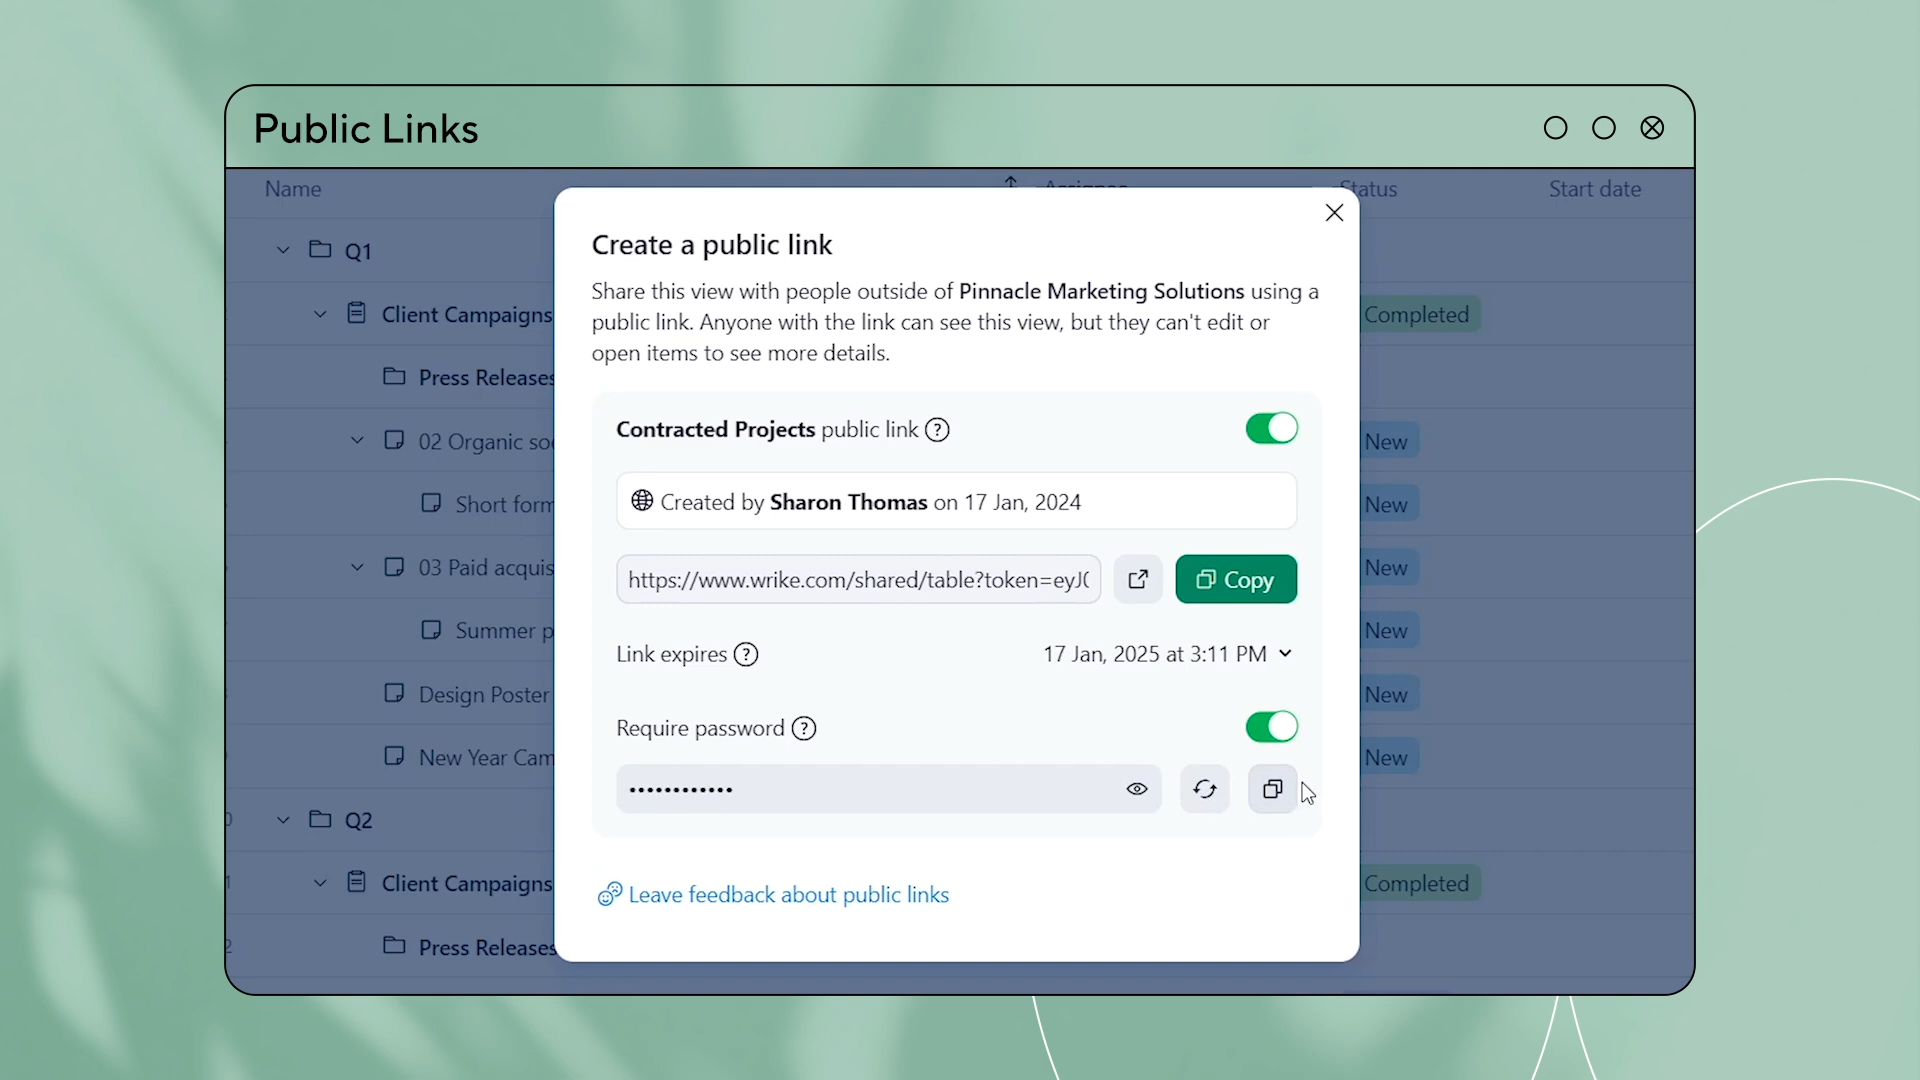 Public Links
Name
Assignee
Status
Start date
Q1
Client Campaigns
Completed
Press Releases
02 Organic so
New
Short form
New
03 Paid acquis
New
Summer p
New
Design Poster
New
New Year Cam
New
Q2
Client Campaigns
Completed
Press Releases
Create a public link
Share this view with people outside of Pinnacle Marketing Solutions using a
public link. Anyone with the link can see this view, but they can't edit or
open items to see more details.
Contracted Projects public link
Created by Sharon Thomas on 17 Jan, 2024
https://www.wrike.com/shared/table?token=eyJ
Copy
Link expires
17 Jan, 2025 at 3:11 PM
Require password
Leave feedback about public links